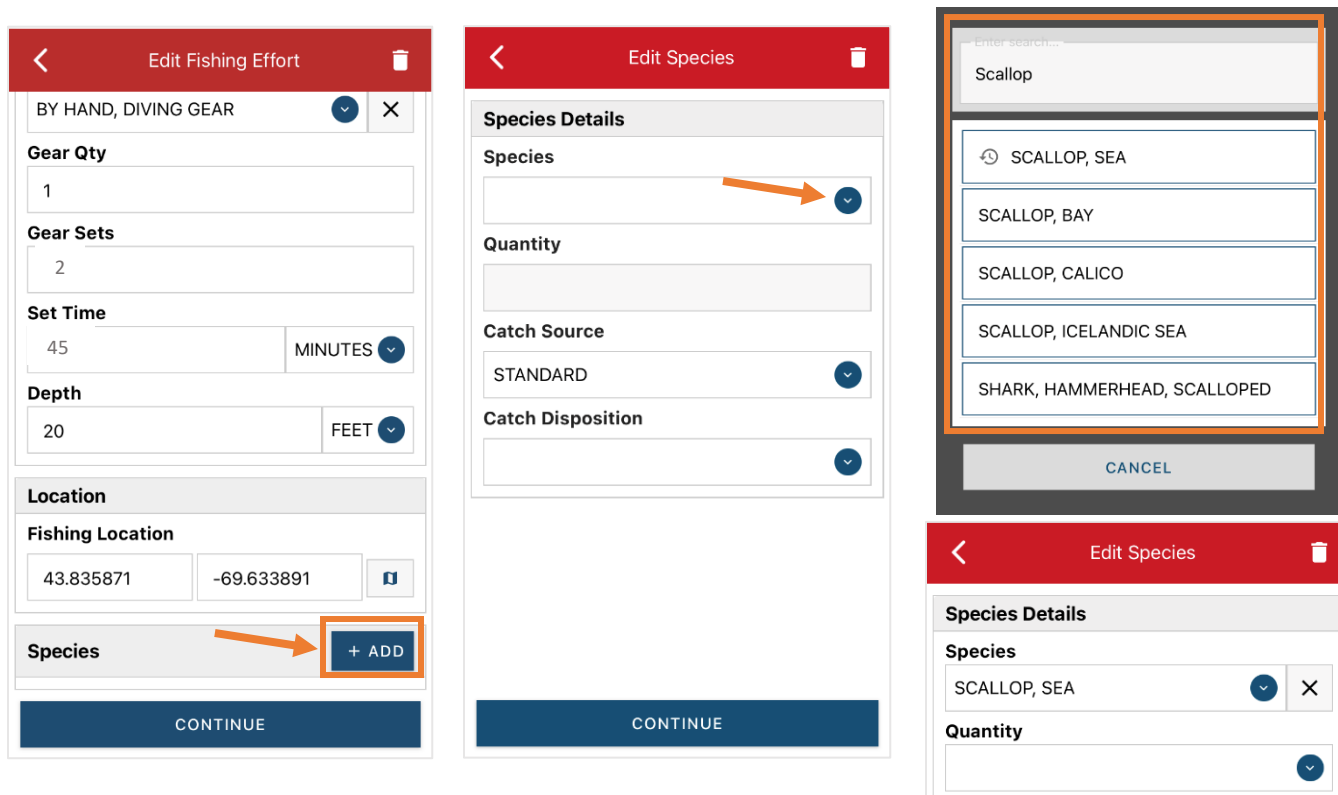 Edit Fishing Effort
BY HAND, DIVING GEAR
Gear Qty
1
Gear Sets
2
Set Time
45 MINUTES
Depth
20 FEET
Location
Fishing Location
43.835871 -69.633891
Species + ADD
CONTINUE
Edit Species
Species Details
Species
Quantity
Catch Source
STANDARD
Catch Disposition
CONTINUE
Enter search...
Scallop
SCALLOP, SEA
SCALLOP, BAY
SCALLOP, CALICO
SCALLOP, ICELANDIC SEA
SHARK, HAMMERHEAD, SCALLOPED
CANCEL
Edit Species
Species Details
Species
SCALLOP, SEA
Quantity